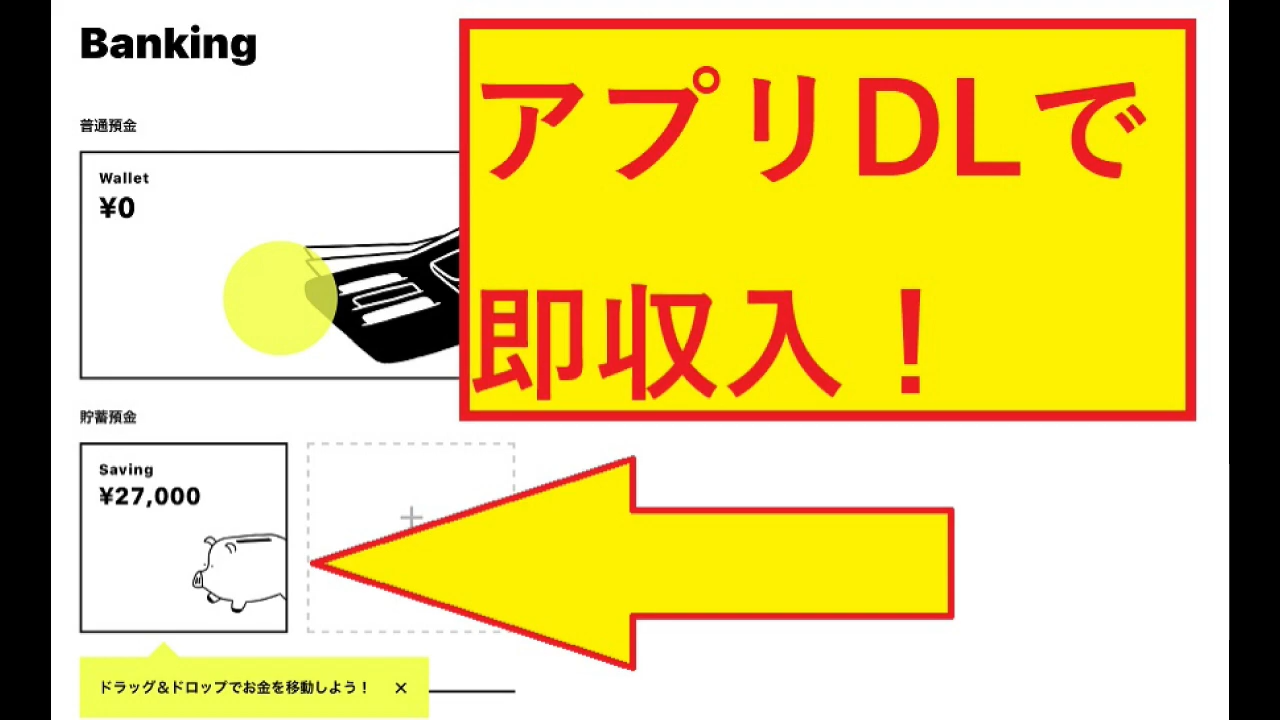 Banking
普通預金
Wallet
¥0
アプリDLで
即収入！
貯蓄預金
Saving
¥27,000
+
ドラッグ&ドロップでお金を移動しよう！ ×